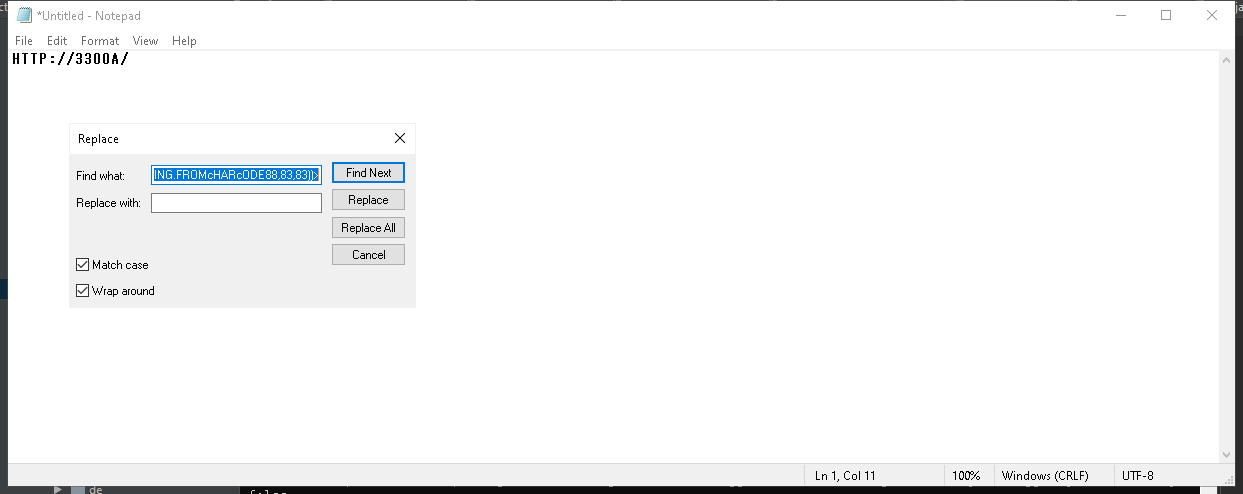 *Untitled - Notepad
File Edit Format View Help
HTTP://3300A/
Replace
Find what: ING.FROMcHARcODE88,83,83))> Find Next
Replace with: Replace
Replace All
Cancel
Match case
Wrap around
Ln 1, Col 11 100% Windows (CRLF) UTF-8
de